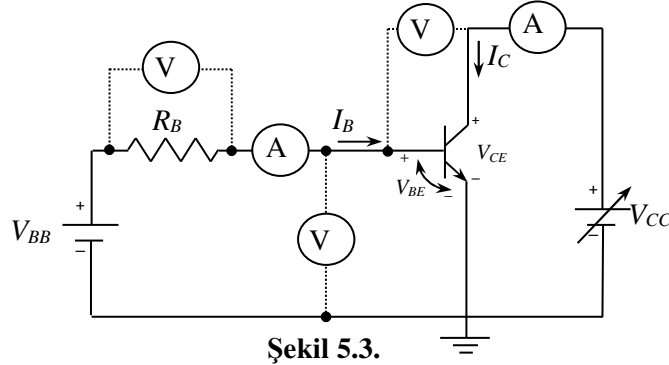 V
A
I_C
V
R_B
A
I_B
+
V_CE
+
V_BE
−
−
+
V_BB
−
V
+
V_CC
−
Şekil 5.3.